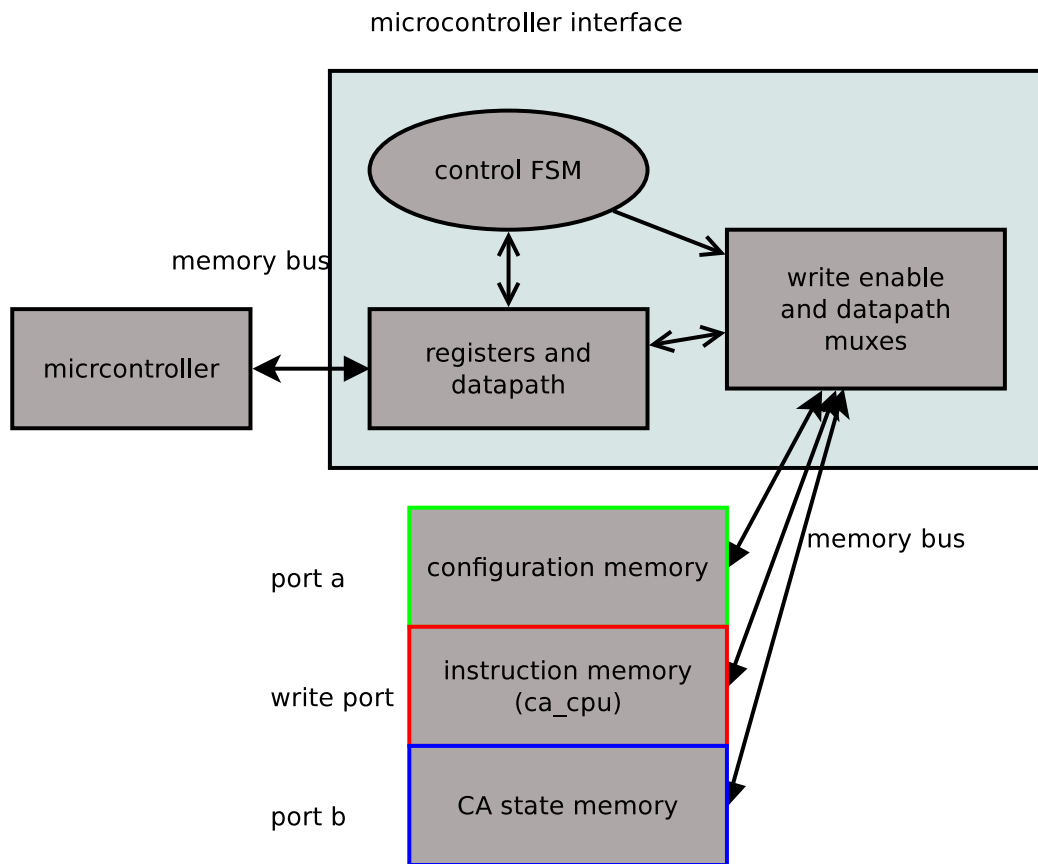 microcontroller interface
control FSM
memory bus
write enable
and datapath
muxes
micrcontroller
registers and
datapath
memory bus
configuration memory
port a
instruction memory
(ca_cpu)
write port
CA state memory
port b